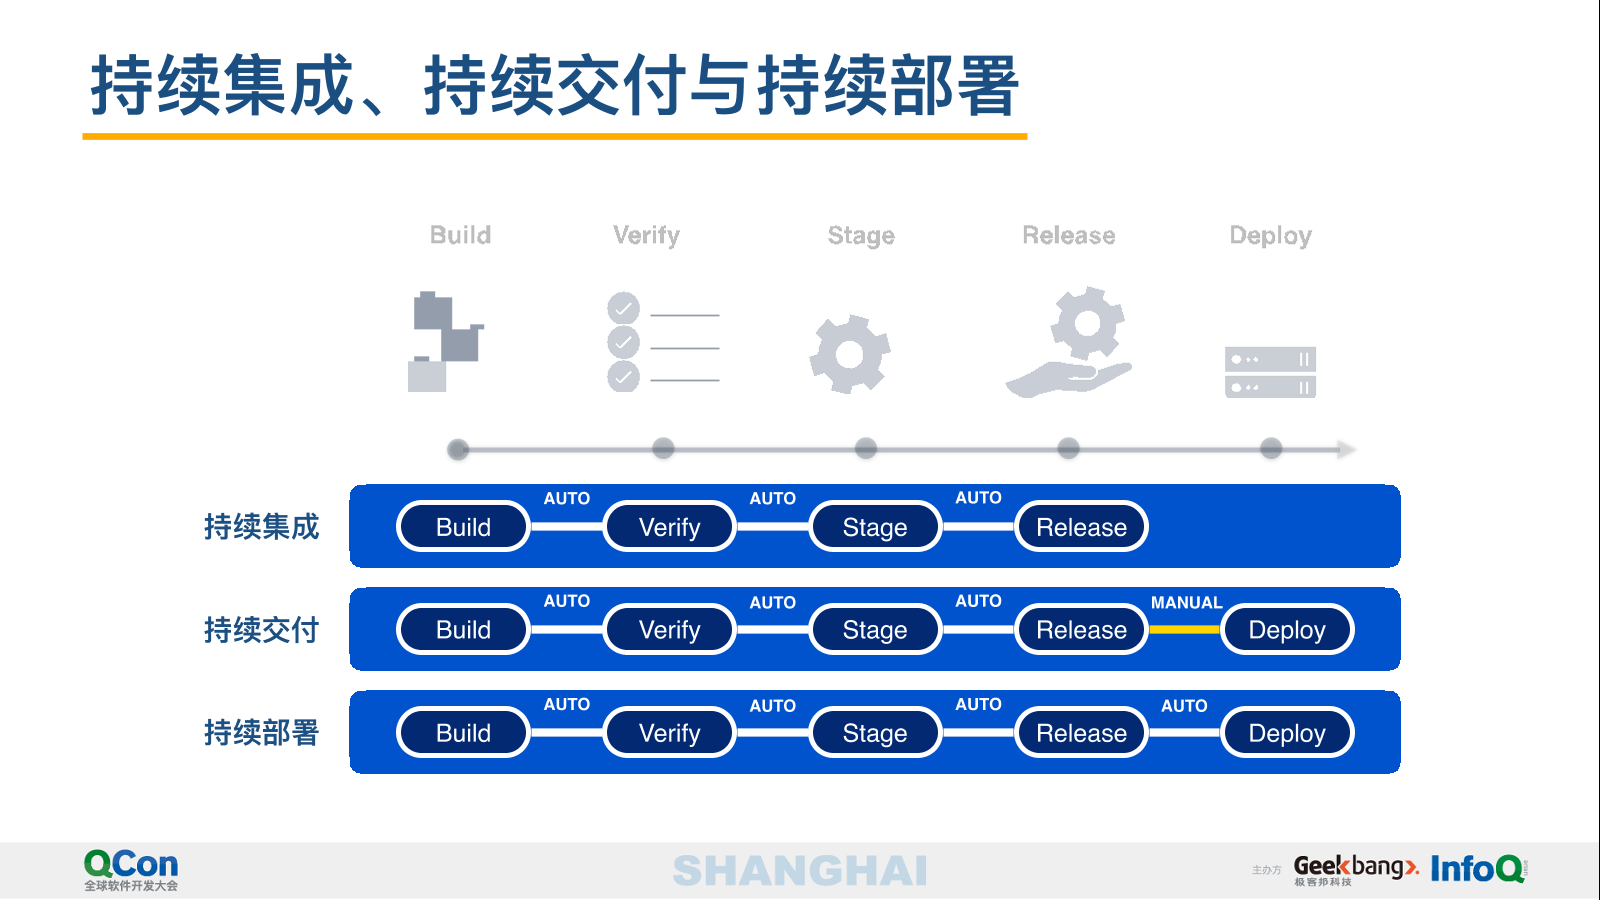 持续集成、持续交付与持续部署
Build Verify Stage Release Deploy
持续集成 Build AUTO Verify AUTO Stage AUTO Release
持续交付 Build AUTO Verify AUTO Stage AUTO Release MANUAL Deploy
持续部署 Build AUTO Verify AUTO Stage AUTO Release AUTO Deploy
QCon
全球软件开发大会
SHANGHAI
主办方 Geekbang>. InfoQ
极客邦科技